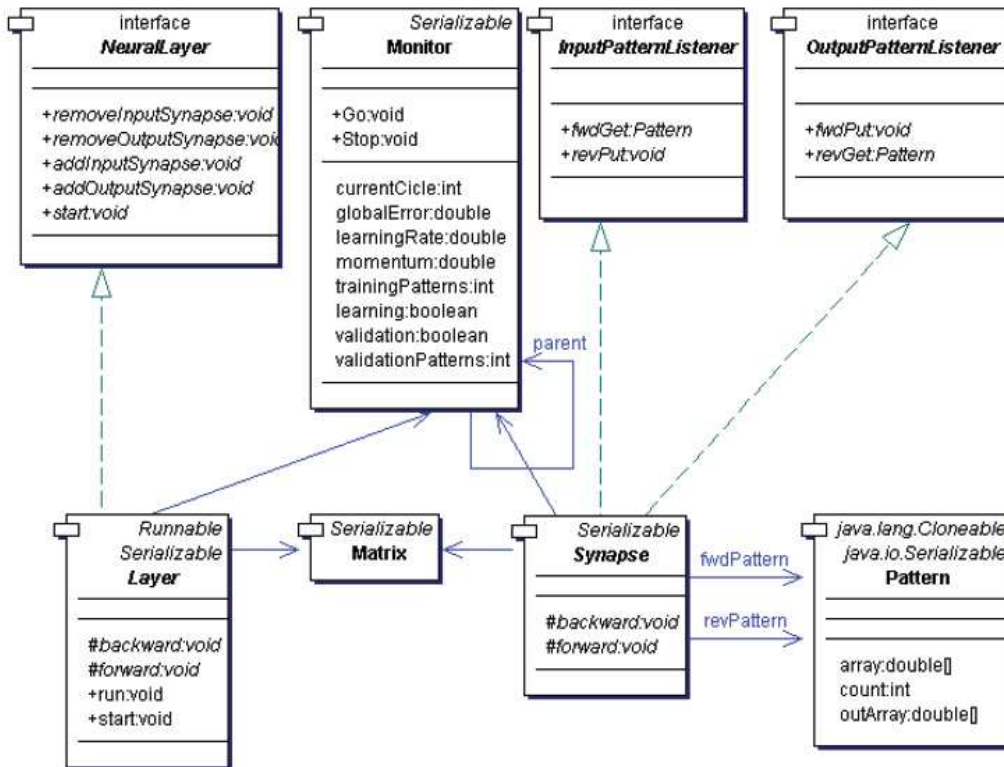 interface
NeuralLayer
+removeInputSynapse:void
+removeOutputSynapse:void
+addInputSynapse:void
+addOutputSynapse:void
+start:void
Serializable
Monitor
+Go:void
+Stop:void
currentCicle:int
globalError:double
learningRate:double
momentum:double
trainingPatterns:int
learning:boolean
validation:boolean
validationPatterns:int
interface
InputPatternListener
+fwdGet:Pattern
+revPut:void
interface
OutputPatternListener
+fwdPut:void
+revGet:Pattern
parent
Runnable
Serializable
Layer
#backward:void
#forward:void
+run:void
+start:void
Serializable
Matrix
Serializable
Synapse
#backward:void
#forward:void
fwdPattern
revPattern
java.lang.Cloneable
java.io.Serializable
Pattern
array:double[]
count:int
outArray:double[]